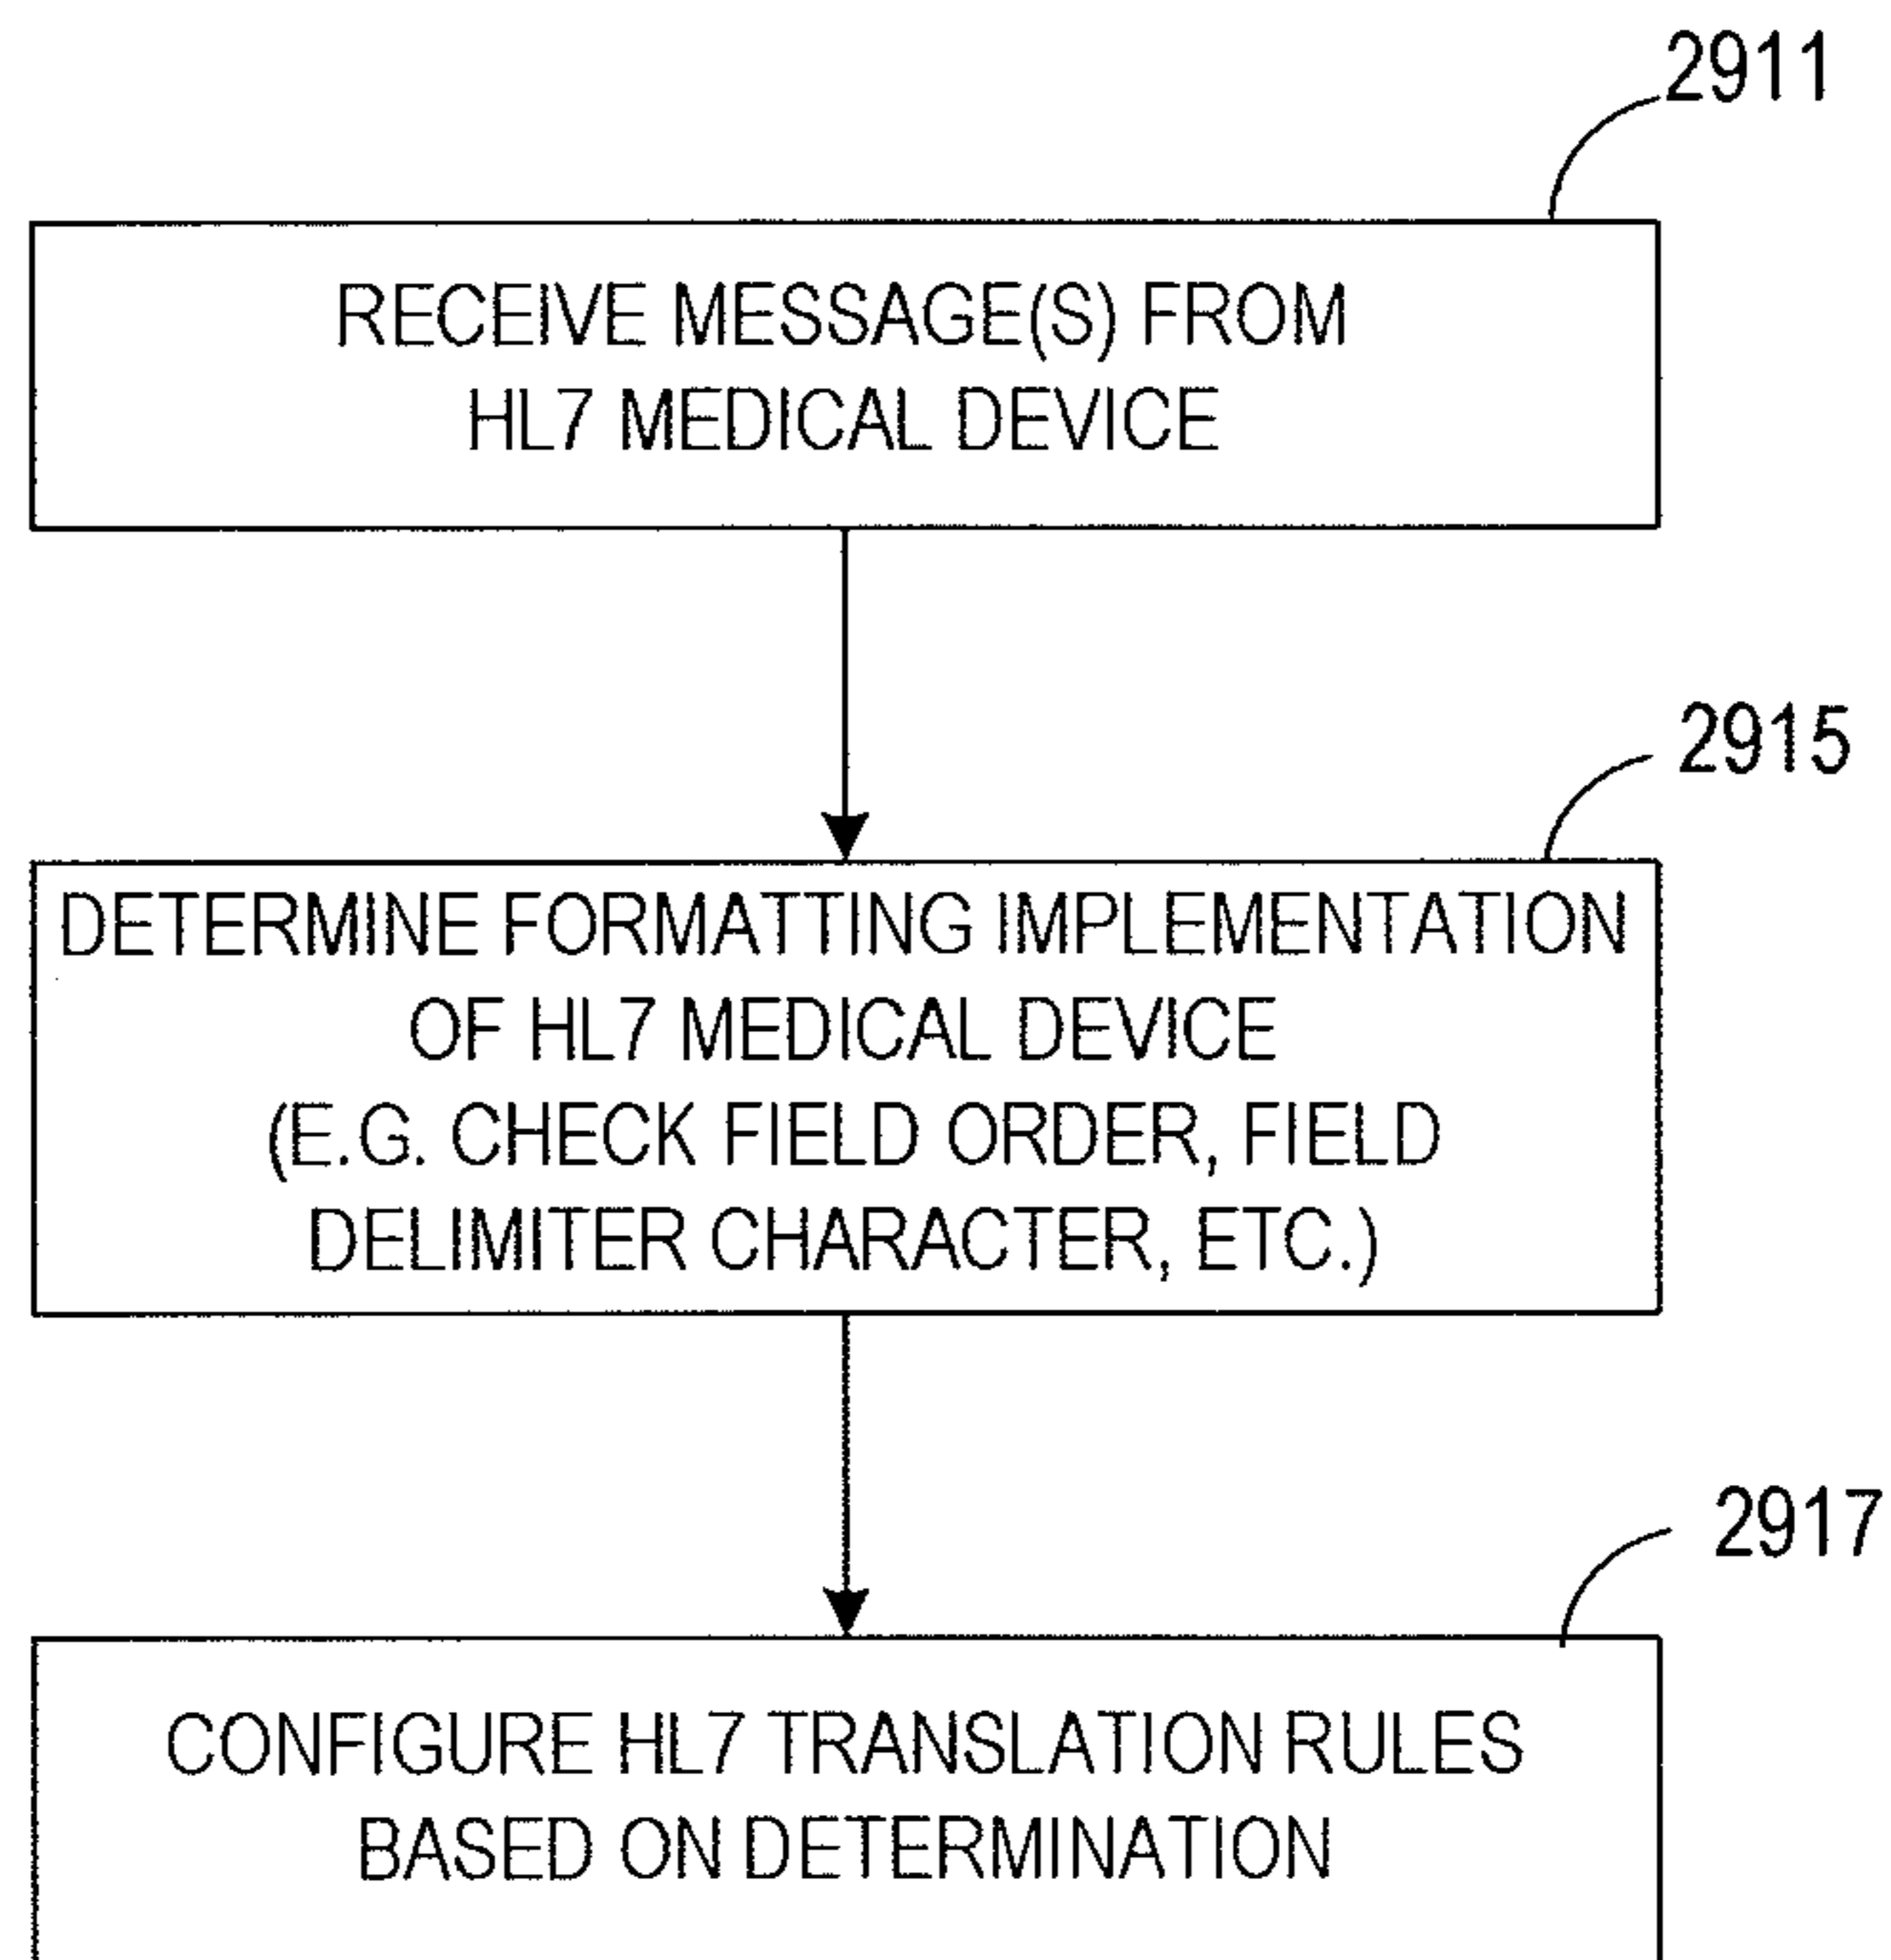 2911
RECEIVE MESSAGE(S) FROM
HL7 MEDICAL DEVICE
2915
DETERMINE FORMATTING IMPLEMENTATION
OF HL7 MEDICAL DEVICE
(E.G. CHECK FIELD ORDER, FIELD
DELIMITER CHARACTER, ETC.)
2917
CONFIGURE HL7 TRANSLATION RULES
BASED ON DETERMINATION